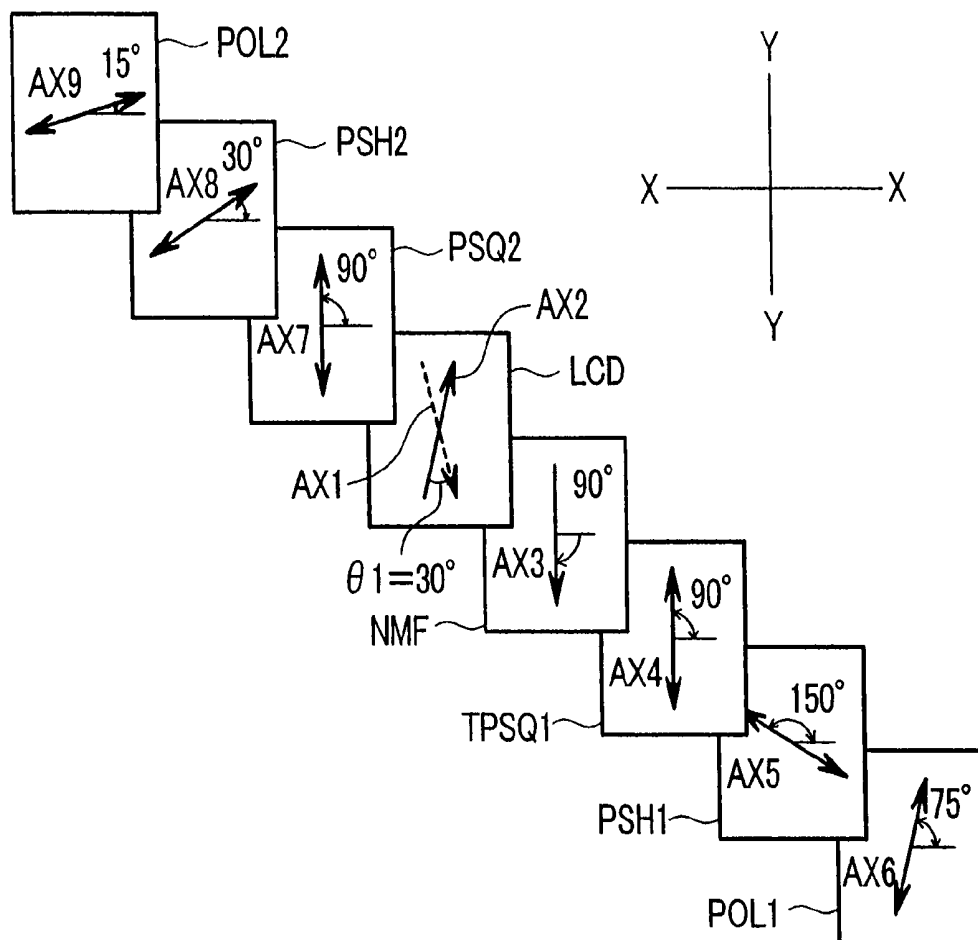 POL2
15°
AX9
PSH2
30°
AX8
Y
X X
Y
PSQ2
90°
AX7
AX2
LCD
AX1
θ1=30°
90°
AX3
NMF
90°
AX4
TPSQ1
150°
AX5
PSH1
75°
AX6
POL1